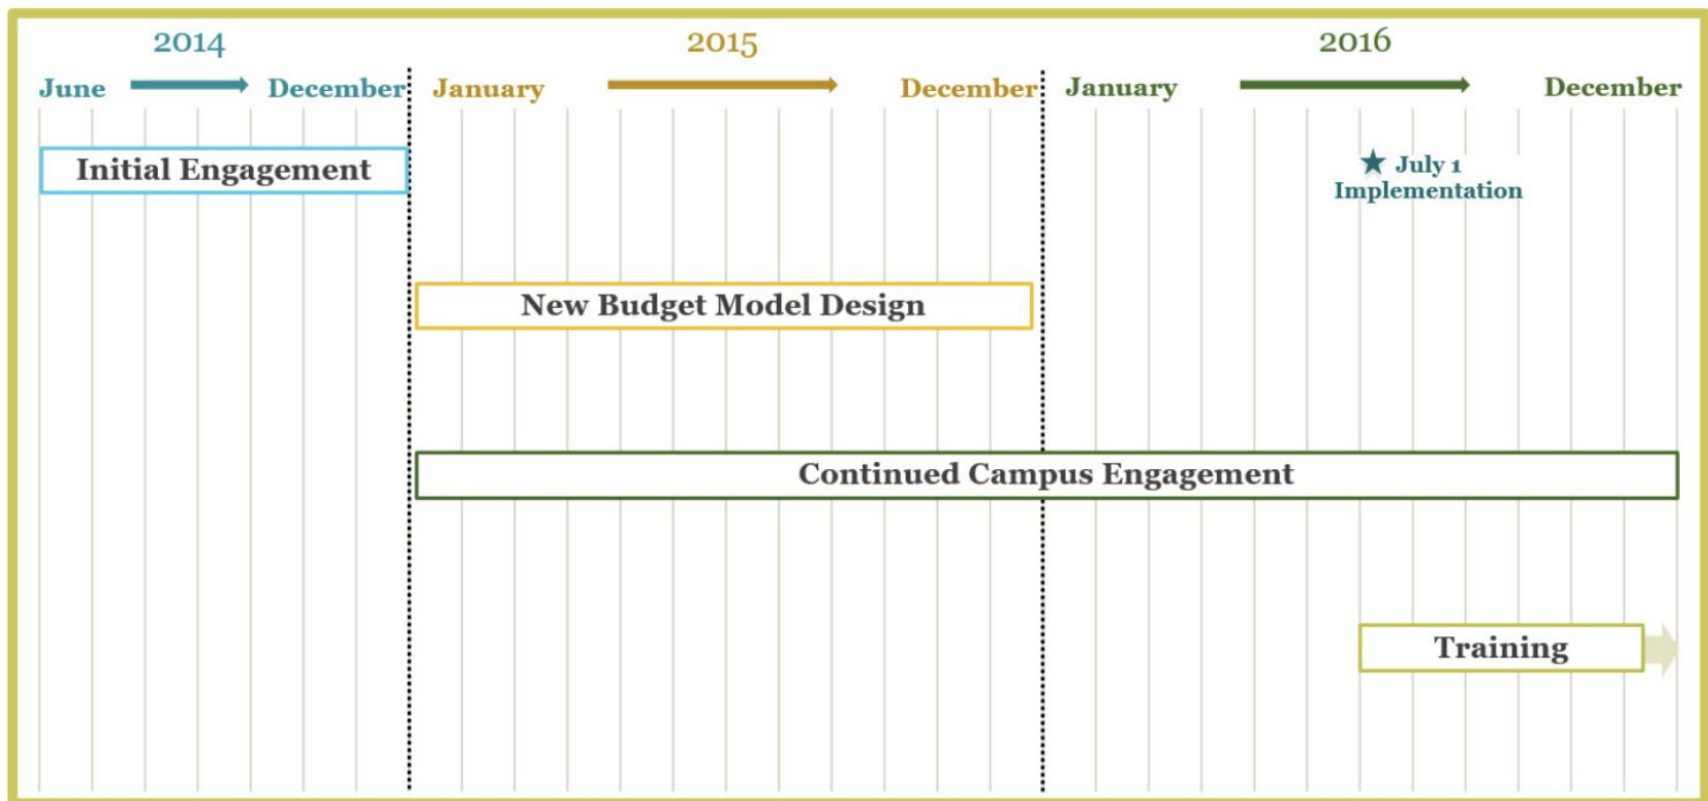 2014
2015
2016
June
December
January
December
January
December
Initial Engagement
July 1
Implementation
New Budget Model Design
Continued Campus Engagement
Training